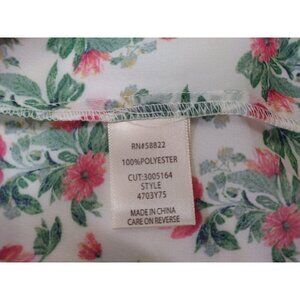 RN#58822
100%POLYESTER
CUT:3005164
STYLE
4703Y75
MADE IN CHINA
CARE ON REVERSE